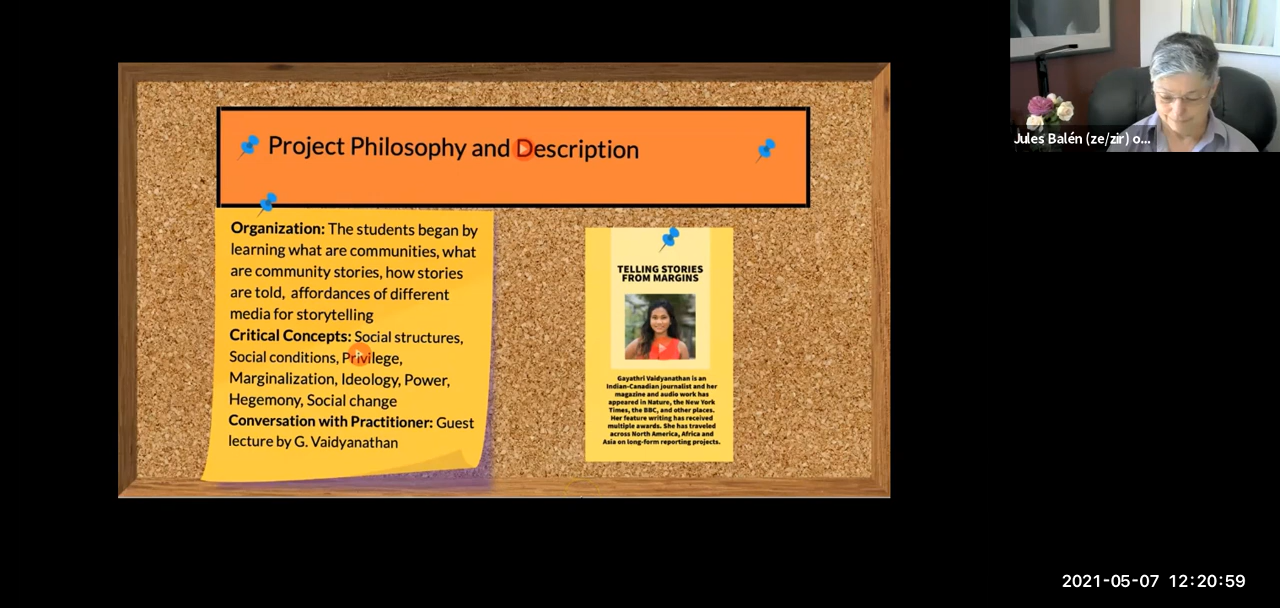 Project Philosophy and Description
Organization: The students began by
learning what are communities, what
are community stories, how stories
are told, affordances of different
media for storytelling
Critical Concepts: Social structures,
Social conditions, Privilege,
Marginalization, Ideology, Power,
Hegemony, Social change
Conversation with Practitioner: Guest
lecture by G. Vaidyanathan
TELLING STORIES
FROM MARGINS
Gayathri Vaidyanathan is an
Indian-Canadian journalist and her
magazine and audio work has
appeared in Nature, the New York
Times, the BBC, and other places.
Her feature writing has received
multiple awards. She has traveled
across North America, Africa and
Asia on long-form reporting projects.
Jules Balén (ze/zir) o...
2021-05-07 12:20:59